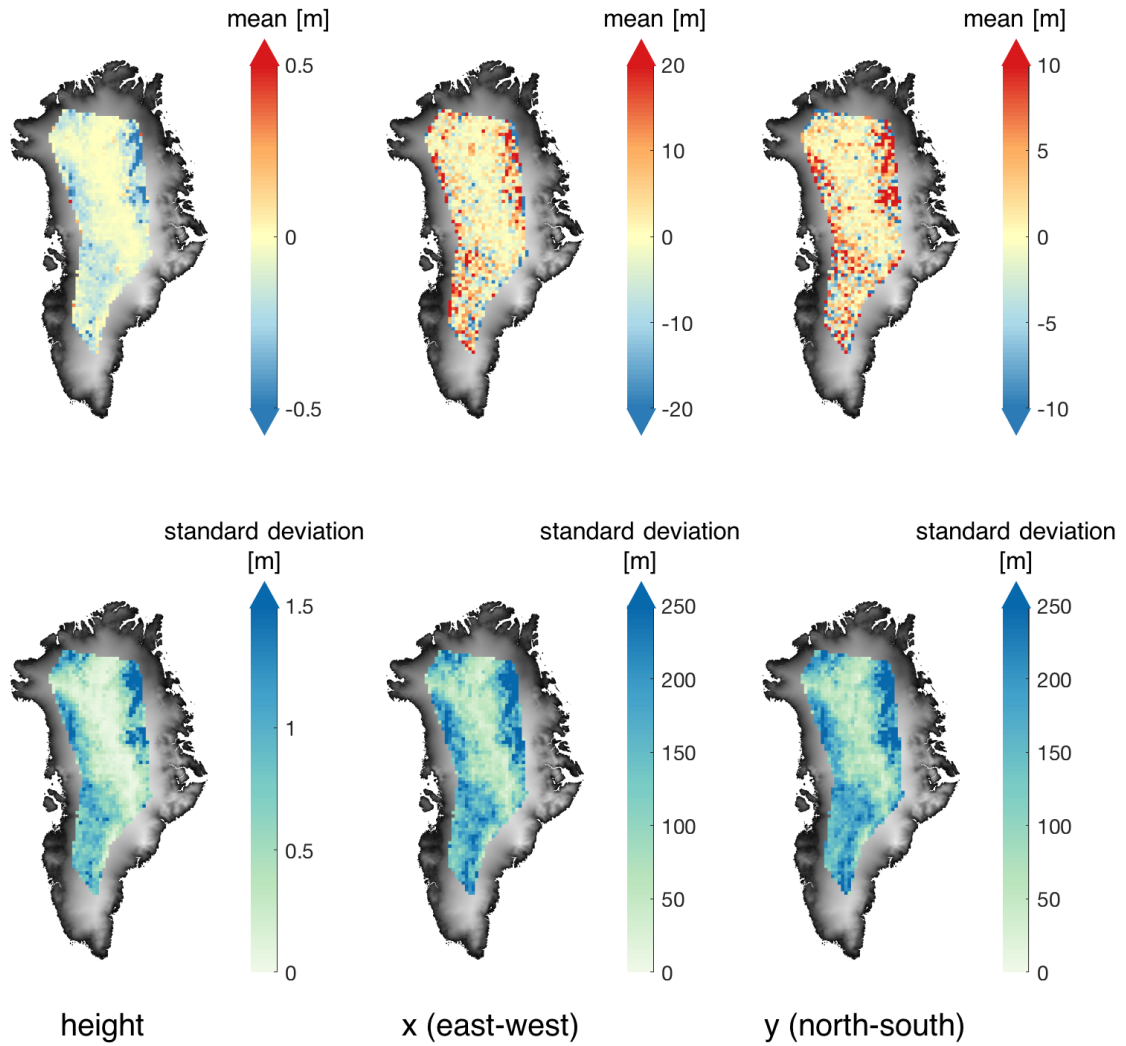 mean [m]
mean [m]
mean [m]
0.5
0
-0.5
20
10
0
-10
-20
10
5
0
-5
-10
standard deviation
[m]
standard deviation
[m]
standard deviation
[m]
1.5
1
0.5
0
250
200
150
100
50
0
250
200
150
100
50
0
height
x (east-west)
y (north-south)